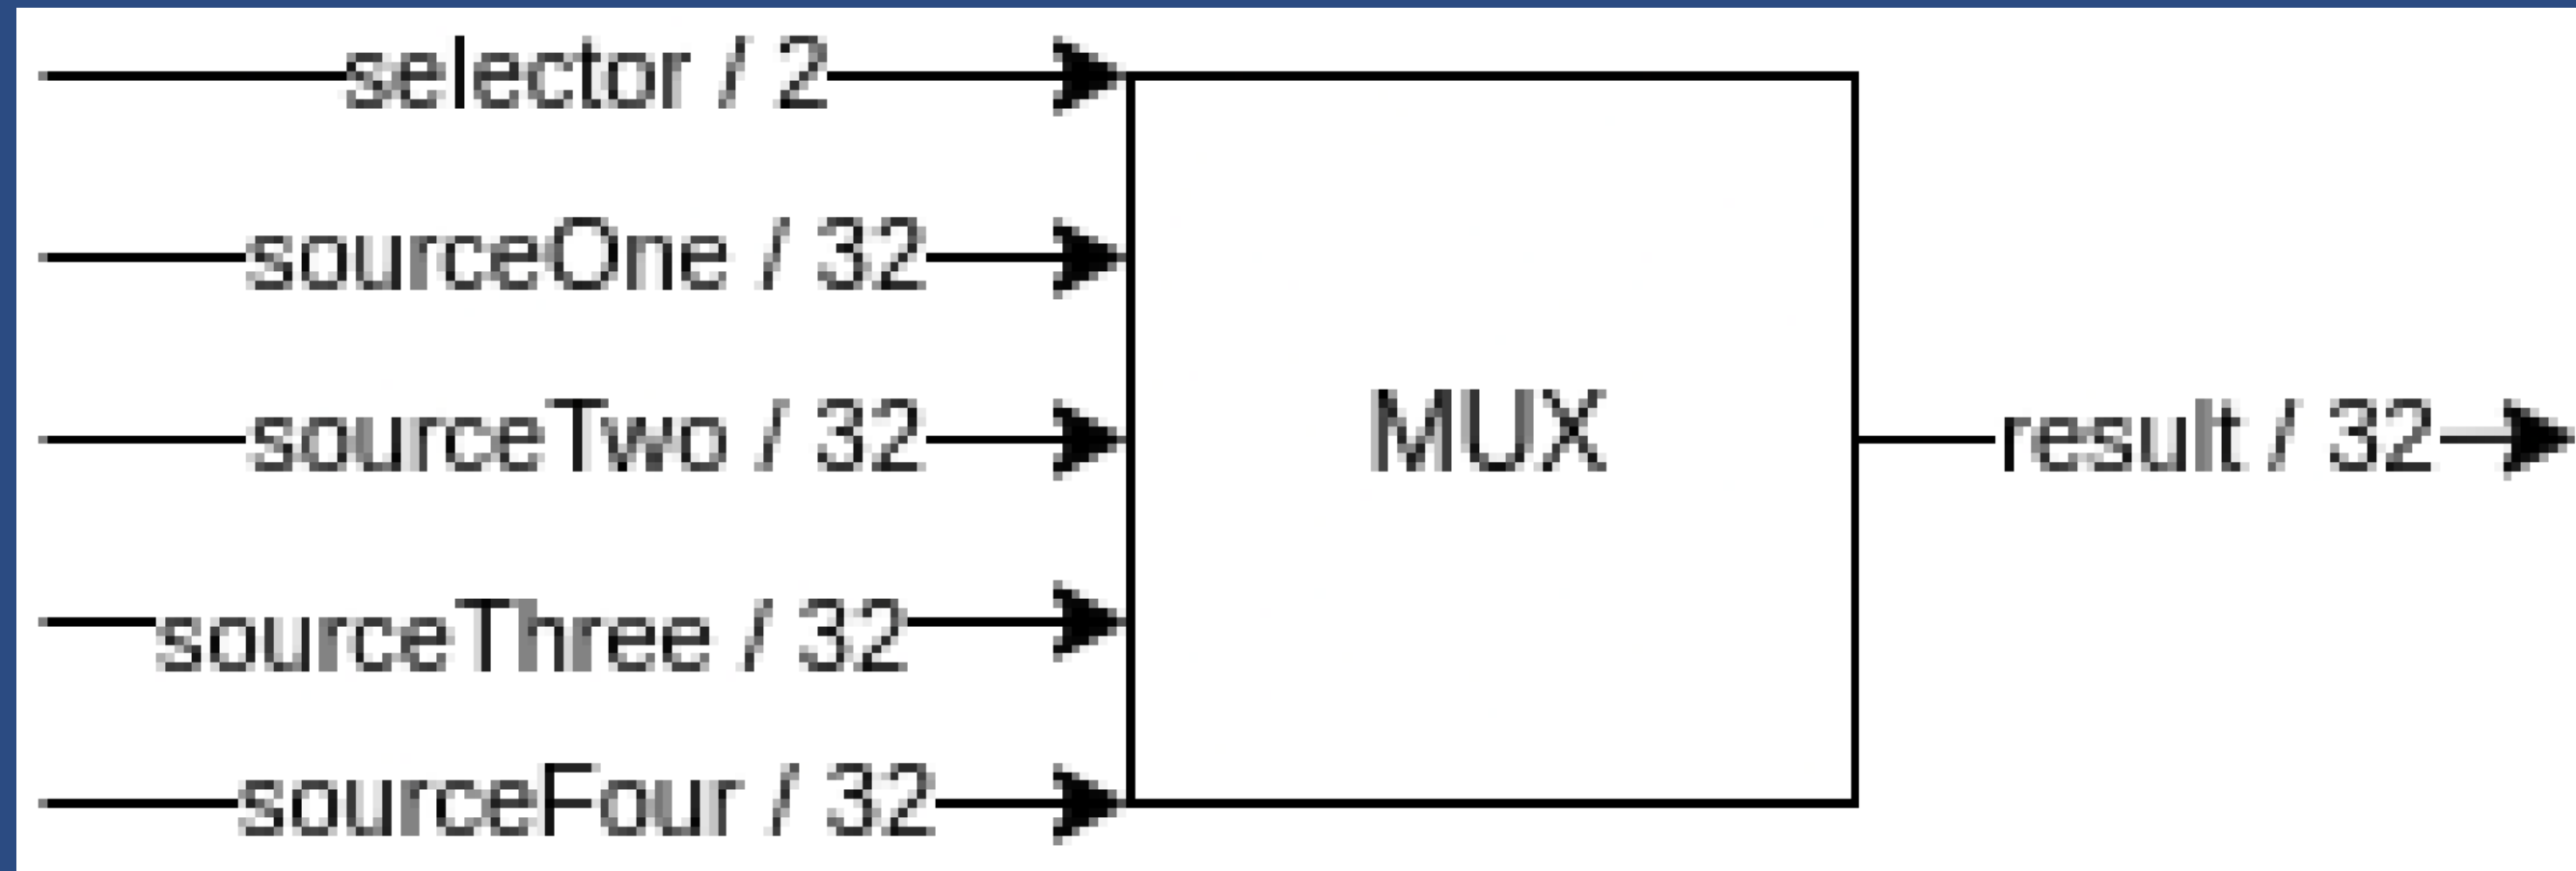 selector / 2
sourceOne / 32
sourceTwo / 32
sourceThree / 32
sourceFour / 32
MUX
result / 32